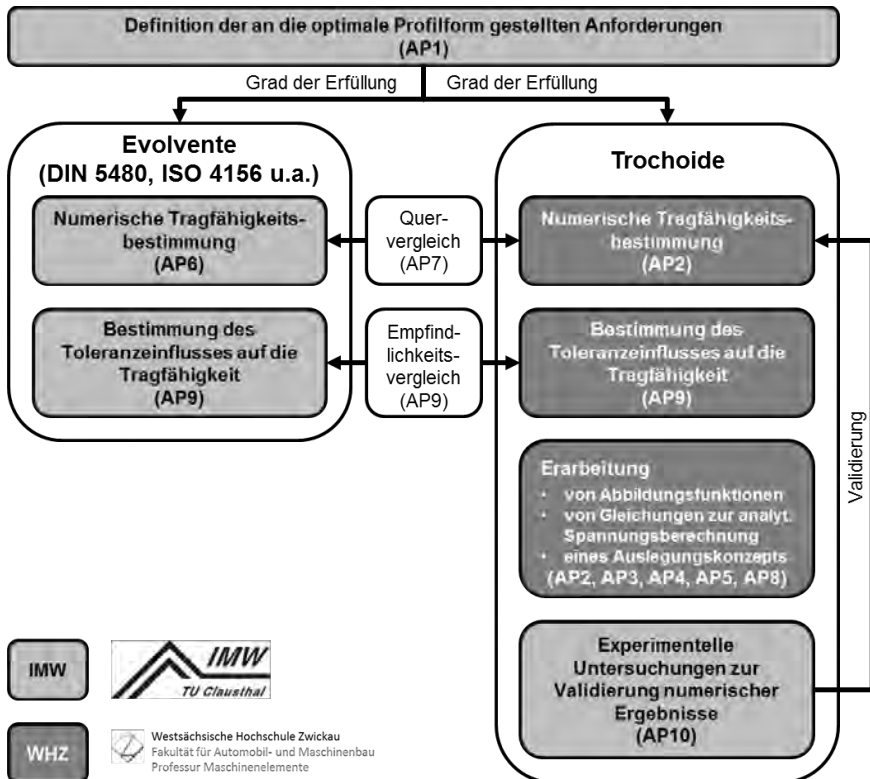 Definition der an die optimale Profilform gestellten Anforderungen
(AP1)
Grad der Erfüllung
Grad der Erfüllung
Evolvente
(DIN 5480, ISO 4156 u.a.)
Numerische Tragfähigkeits-
bestimmung
(AP6)
Bestimmung des
Toleranzeinflusses auf die
Tragfähigkeit
(AP9)
Quer-
vergleich
(AP7)
Empfind-
lichkeits-
vergleich
(AP9)
Trochoide
Numerische Tragfähigkeits-
bestimmung
(AP2)
Bestimmung des
Toleranzeinflusses auf die
Tragfähigkeit
(AP9)
Erarbeitung
• von Abbildungsfunktionen
• von Gleichungen zur analyt.
Spannungsberechnung
• eines Auslegungskonzepts
(AP2, AP3, AP4, AP5, AP8)
Experimentelle
Untersuchungen zur
Validierung numerischer
Ergebnisse
(AP10)
Validierung
IMW
IMW
TU Clausthal
WHZ
Westsächsische Hochschule Zwickau
Fakultät für Automobil- und Maschinenbau
Professur Maschinenelemente